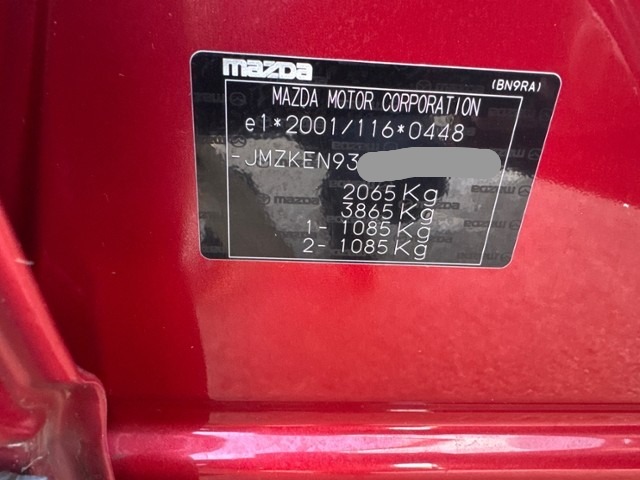 mazda
(BN9RA)
MAZDA MOTOR CORPORATION
e1*2001/116*0448
-JMZKEN93
2065 Kg
3865 Kg
1- 1085 Kg
2- 1085 Kg